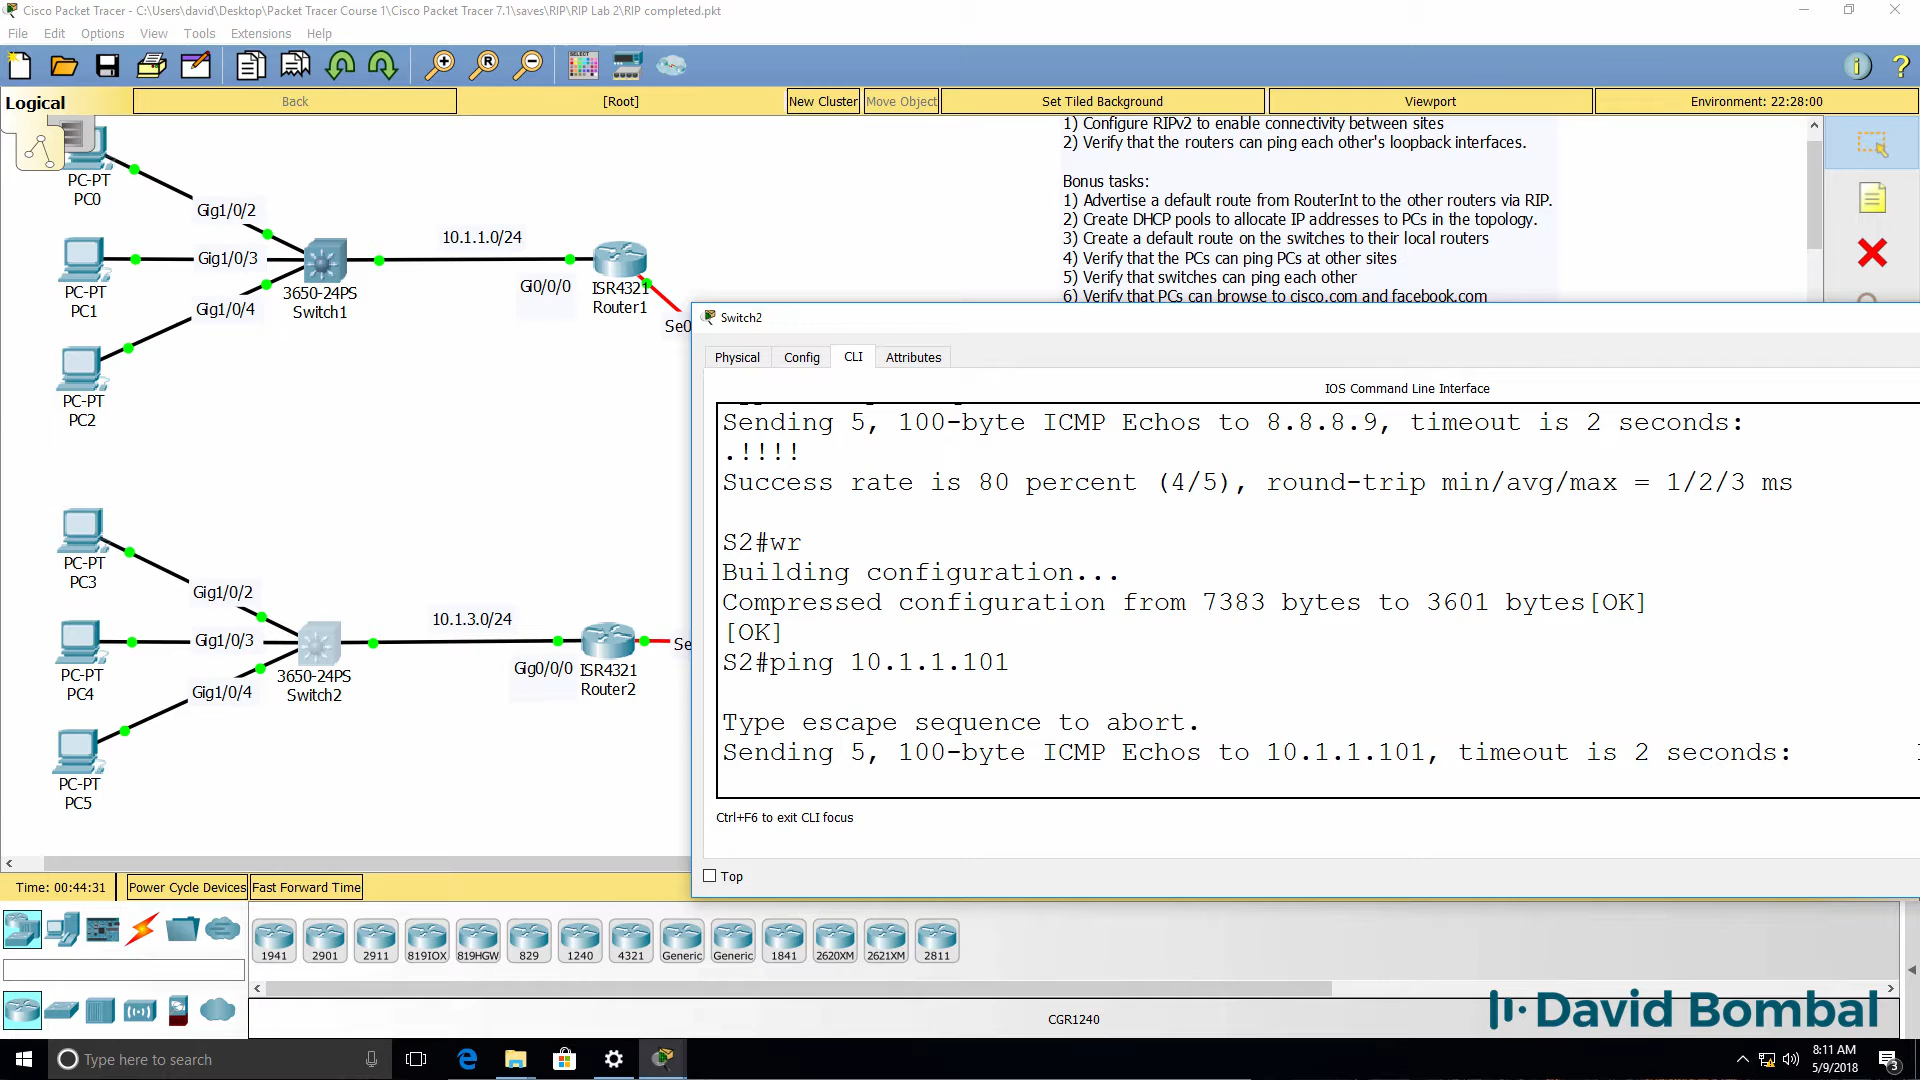 Cisco Packet Tracer - C:\Users\david\Desktop\Packet Tracer Course 1\Cisco Packet Tracer 7.1\saves\RIP\RIP Lab 2\RIP completed.pkt
File Edit Options View Tools Extensions Help
Logical
Back
[Root]
New Cluster
Move Object
Set Tiled Background
Viewport
Environment: 22:28:00
1) Configure RIPv2 to enable connectivity between sites
2) Verify that the routers can ping each other's loopback interfaces.
Bonus tasks:
1) Advertise a default route from RouterInt to the other routers via RIP.
2) Create DHCP pools to allocate IP addresses to PCs in the topology.
3) Create a default route on the switches to their local routers
4) Verify that the PCs can ping PCs at other sites
5) Verify that switches can ping each other
6) Verify that PCs can browse to cisco.com and facebook.com
PC-PT
PC0
Gig1/0/2
PC-PT
PC1
Gig1/0/3
PC-PT
PC2
Gig1/0/4
3650-24PS
Switch1
10.1.1.0/24
Gi0/0/0
ISR4321
Router1
Se0
PC-PT
PC3
Gig1/0/2
PC-PT
PC4
Gig1/0/3
PC-PT
PC5
Gig1/0/4
3650-24PS
Switch2
10.1.3.0/24
Gig0/0/0
ISR4321
Router2
Se
Switch2
Physical Config CLI Attributes
IOS Command Line Interface
Sending 5, 100-byte ICMP Echos to 8.8.8.9, timeout is 2 seconds:
.!!!!
Success rate is 80 percent (4/5), round-trip min/avg/max = 1/2/3 ms
S2#wr
Building configuration...
Compressed configuration from 7383 bytes to 3601 bytes[OK]
[OK]
S2#ping 10.1.1.101
Type escape sequence to abort.
Sending 5, 100-byte ICMP Echos to 10.1.1.101, timeout is 2 seconds:
Ctrl+F6 to exit CLI focus
Top
Time: 00:44:31
Power Cycle Devices
Fast Forward Time
1941 2901 2911 819IOX 819HGW 829 1240 4321 Generic Generic 1841 2620XM 2621XM 2811
CGR1240
David Bombal
Type here to search
8:11 AM
5/9/2018
3